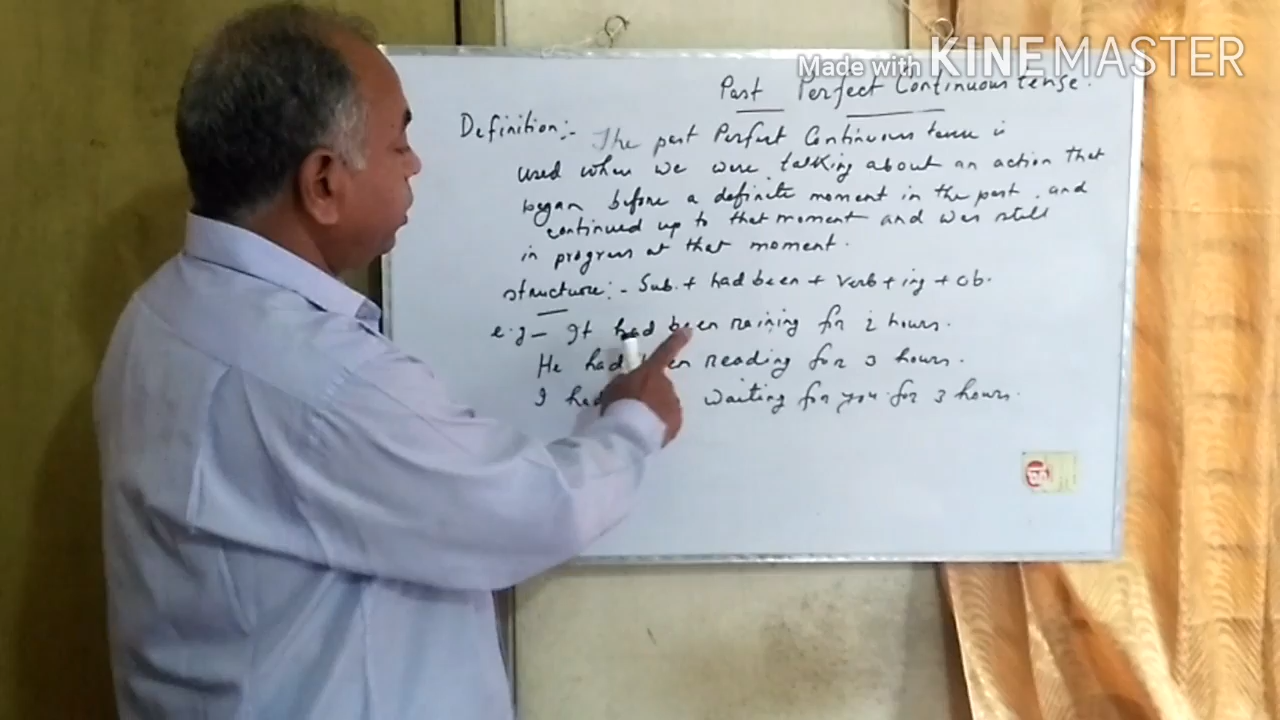 Made with KINEMASTER
Past Perfect Continuous tense.
Definition:- The past Perfect Continuous tense is
used when we were talking about an action that
began before a definite moment in the past and
continued up to that moment and was still
in progress at that moment.
structure:- Sub. + had been + verb + ing + ob.
e.g— It had been raining for 2 hours.
He had been reading for 3 hours.
I had waiting for you for 3 hours.